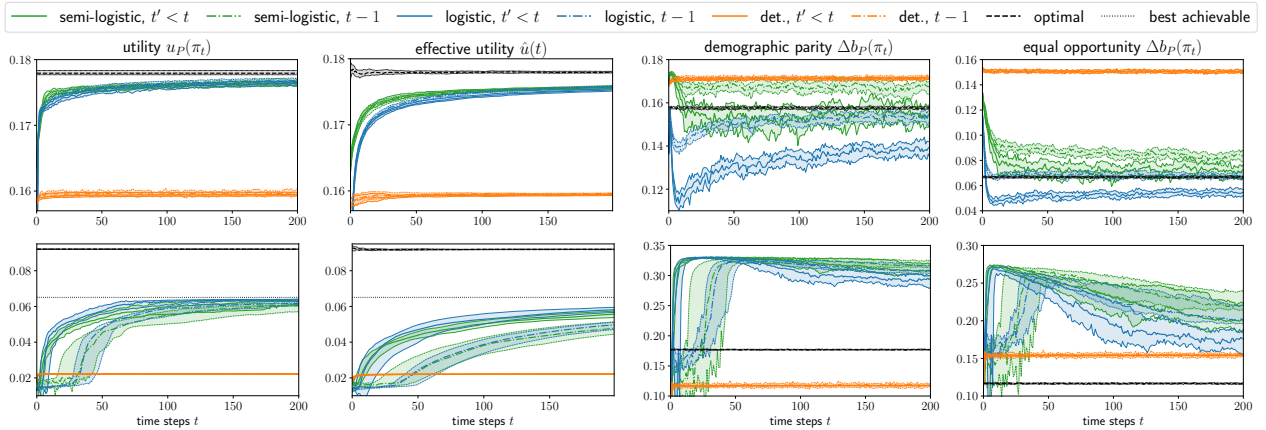 semi-logistic, t′ < t semi-logistic, t − 1 logistic, t′ < t logistic, t − 1 det., t′ < t det., t − 1 optimal best achievable
utility u_P(π_t)
0.18
0.17
0.16
0 50 100 150 200
effective utility û(t)
0.18
0.17
0.16
0 50 100 150
demographic parity Δb_P(π_t)
0.18
0.16
0.14
0.12
0 50 100 150 200
equal opportunity Δb_P(π_t)
0.16
0.14
0.12
0.10
0.08
0.06
0.04
0 50 100 150 200
0.08
0.06
0.04
0.02
0 50 100 150 200
time steps t
0.08
0.06
0.04
0.02
50 100 150
time steps t
0.35
0.30
0.25
0.20
0.15
0.10
0 50 100 150 200
time steps t
0.30
0.25
0.20
0.15
0.10
0 50 100 150 200
time steps t